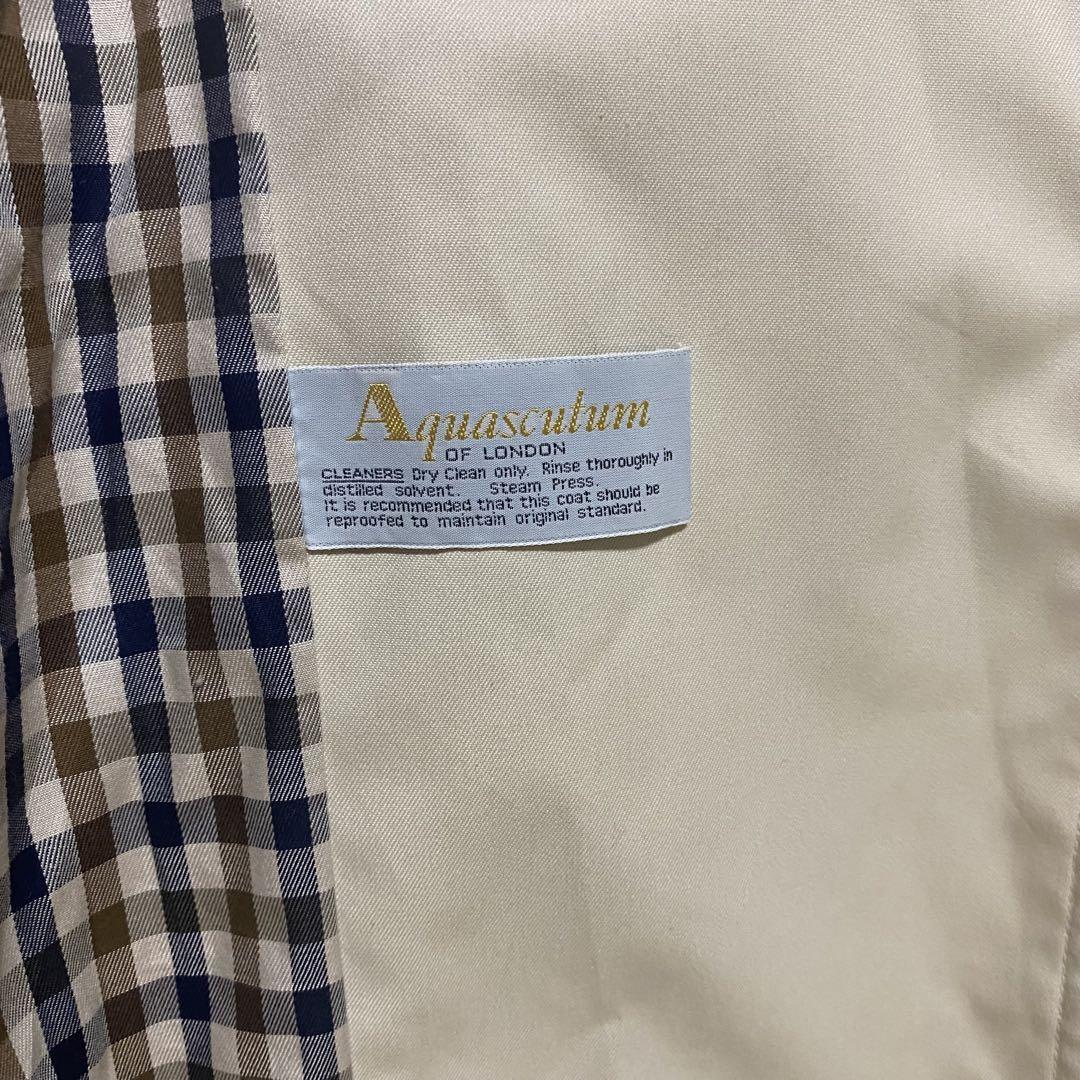 Aquascutum
OF LONDON
CLEANERS Dry Clean only. Rinse thoroughly in
distilled solvent. Steam Press.
It is recommended that this coat should be
reproofed to maintain original standard.